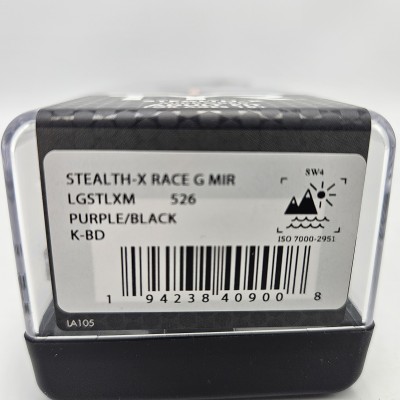 STEALTH-X RACE G MIR
LGSTLXM 526
PURPLE/BLACK
K-BD
SW4
ISO 7000-2951
1 94238 40900 8
LA105